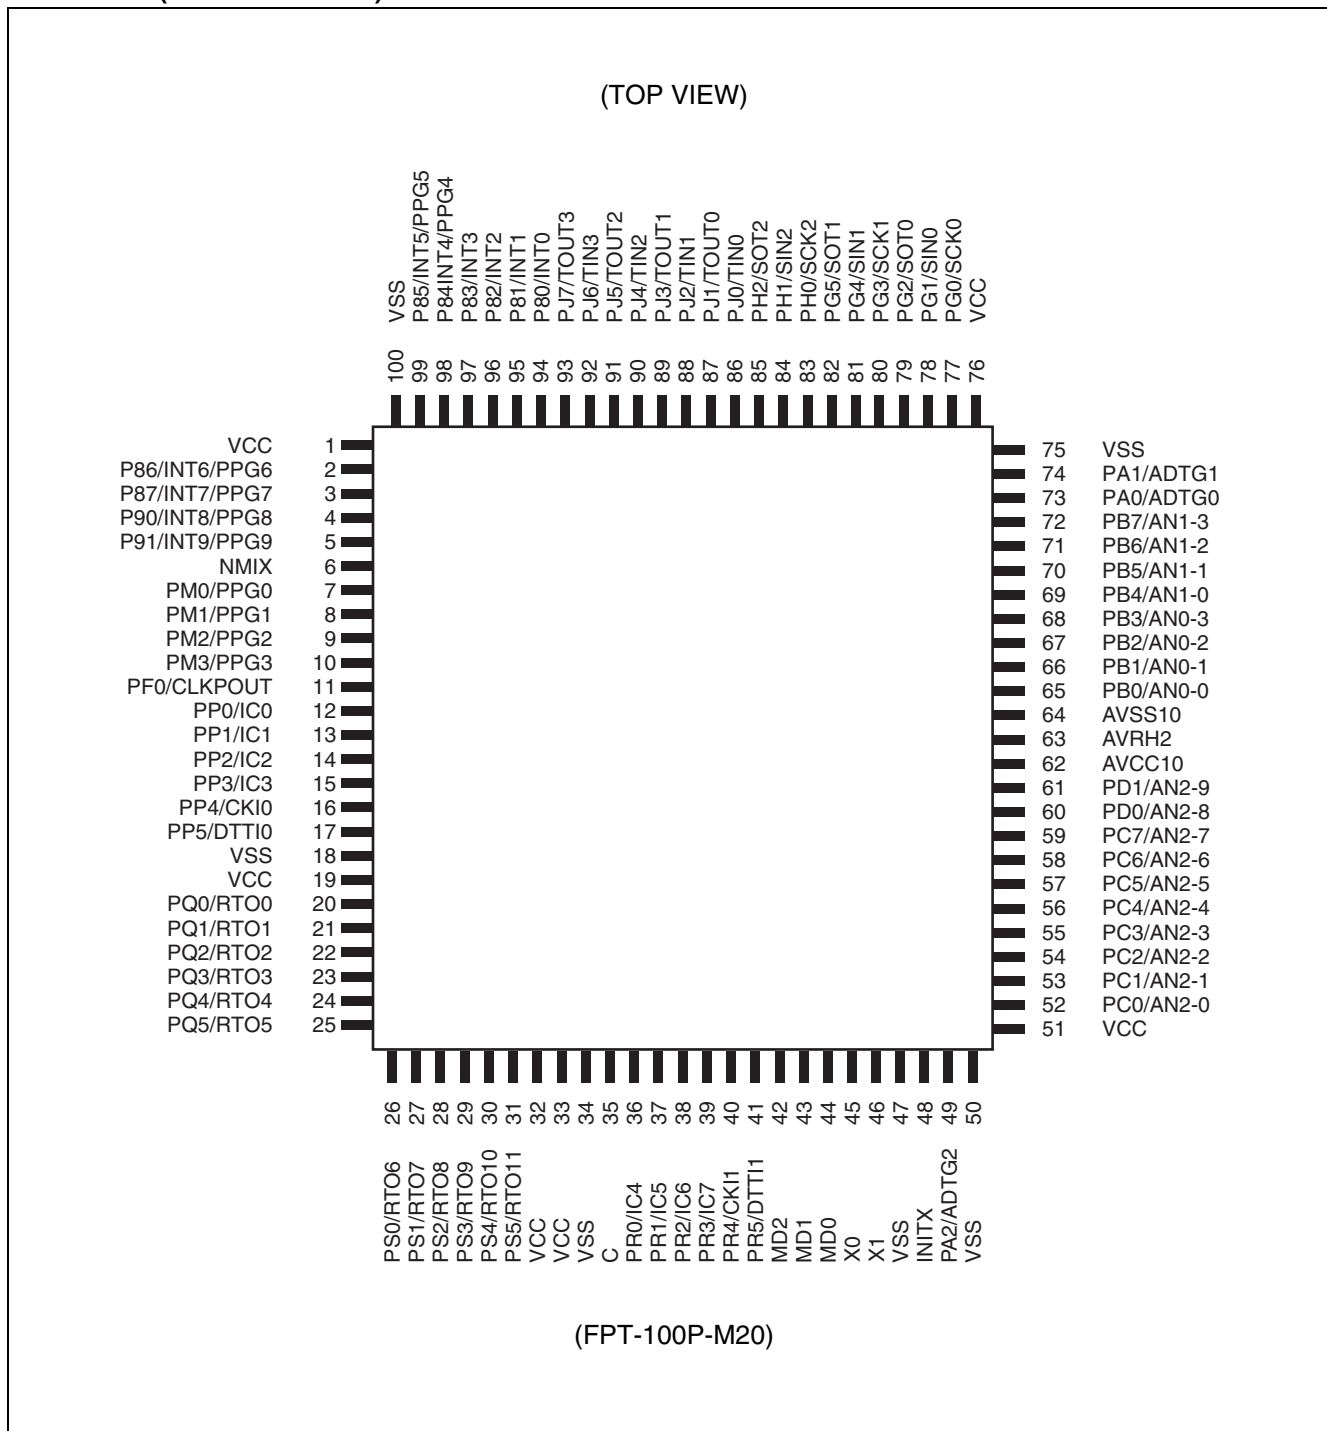 (TOP VIEW)
VSS
P85/INT5/PPG5
P84INT4/PPG4
P83/INT3
P82/INT2
P81/INT1
P80/INT0
PJ7/TOUT3
PJ6/TIN3
PJ5/TOUT2
PJ4/TIN2
PJ3/TOUT1
PJ2/TIN1
PJ1/TOUT0
PJ0/TIN0
PH2/SOT2
PH1/SIN2
PH0/SCK2
PG5/SOT1
PG4/SIN1
PG3/SCK1
PG2/SOT0
PG1/SIN0
PG0/SCK0
VCC
100
99
98
97
96
95
94
93
92
91
90
89
88
87
86
85
84
83
82
81
80
79
78
77
76
VCC 1
P86/INT6/PPG6 2
P87/INT7/PPG7 3
P90/INT8/PPG8 4
P91/INT9/PPG9 5
NMIX 6
PM0/PPG0 7
PM1/PPG1 8
PM2/PPG2 9
PM3/PPG3 10
PF0/CLKPOUT 11
PP0/IC0 12
PP1/IC1 13
PP2/IC2 14
PP3/IC3 15
PP4/CKI0 16
PP5/DTTI0 17
VSS 18
VCC 19
PQ0/RTO0 20
PQ1/RTO1 21
PQ2/RTO2 22
PQ3/RTO3 23
PQ4/RTO4 24
PQ5/RTO5 25
75 VSS
74 PA1/ADTG1
73 PA0/ADTG0
72 PB7/AN1-3
71 PB6/AN1-2
70 PB5/AN1-1
69 PB4/AN1-0
68 PB3/AN0-3
67 PB2/AN0-2
66 PB1/AN0-1
65 PB0/AN0-0
64 AVSS10
63 AVRH2
62 AVCC10
61 PD1/AN2-9
60 PD0/AN2-8
59 PC7/AN2-7
58 PC6/AN2-6
57 PC5/AN2-5
56 PC4/AN2-4
55 PC3/AN2-3
54 PC2/AN2-2
53 PC1/AN2-1
52 PC0/AN2-0
51 VCC
26
27
28
29
30
31
32
33
34
35
36
37
38
39
40
41
42
43
44
45
46
47
48
49
50
PS0/RTO6
PS1/RTO7
PS2/RTO8
PS3/RTO9
PS4/RTO10
PS5/RTO11
VCC
VCC
VSS
C
PR0/IC4
PR1/IC5
PR2/IC6
PR3/IC7
PR4/CKI1
PR5/DTTI1
MD2
MD1
MD0
X0
X1
VSS
INITX
PA2/ADTG2
VSS
(FPT-100P-M20)